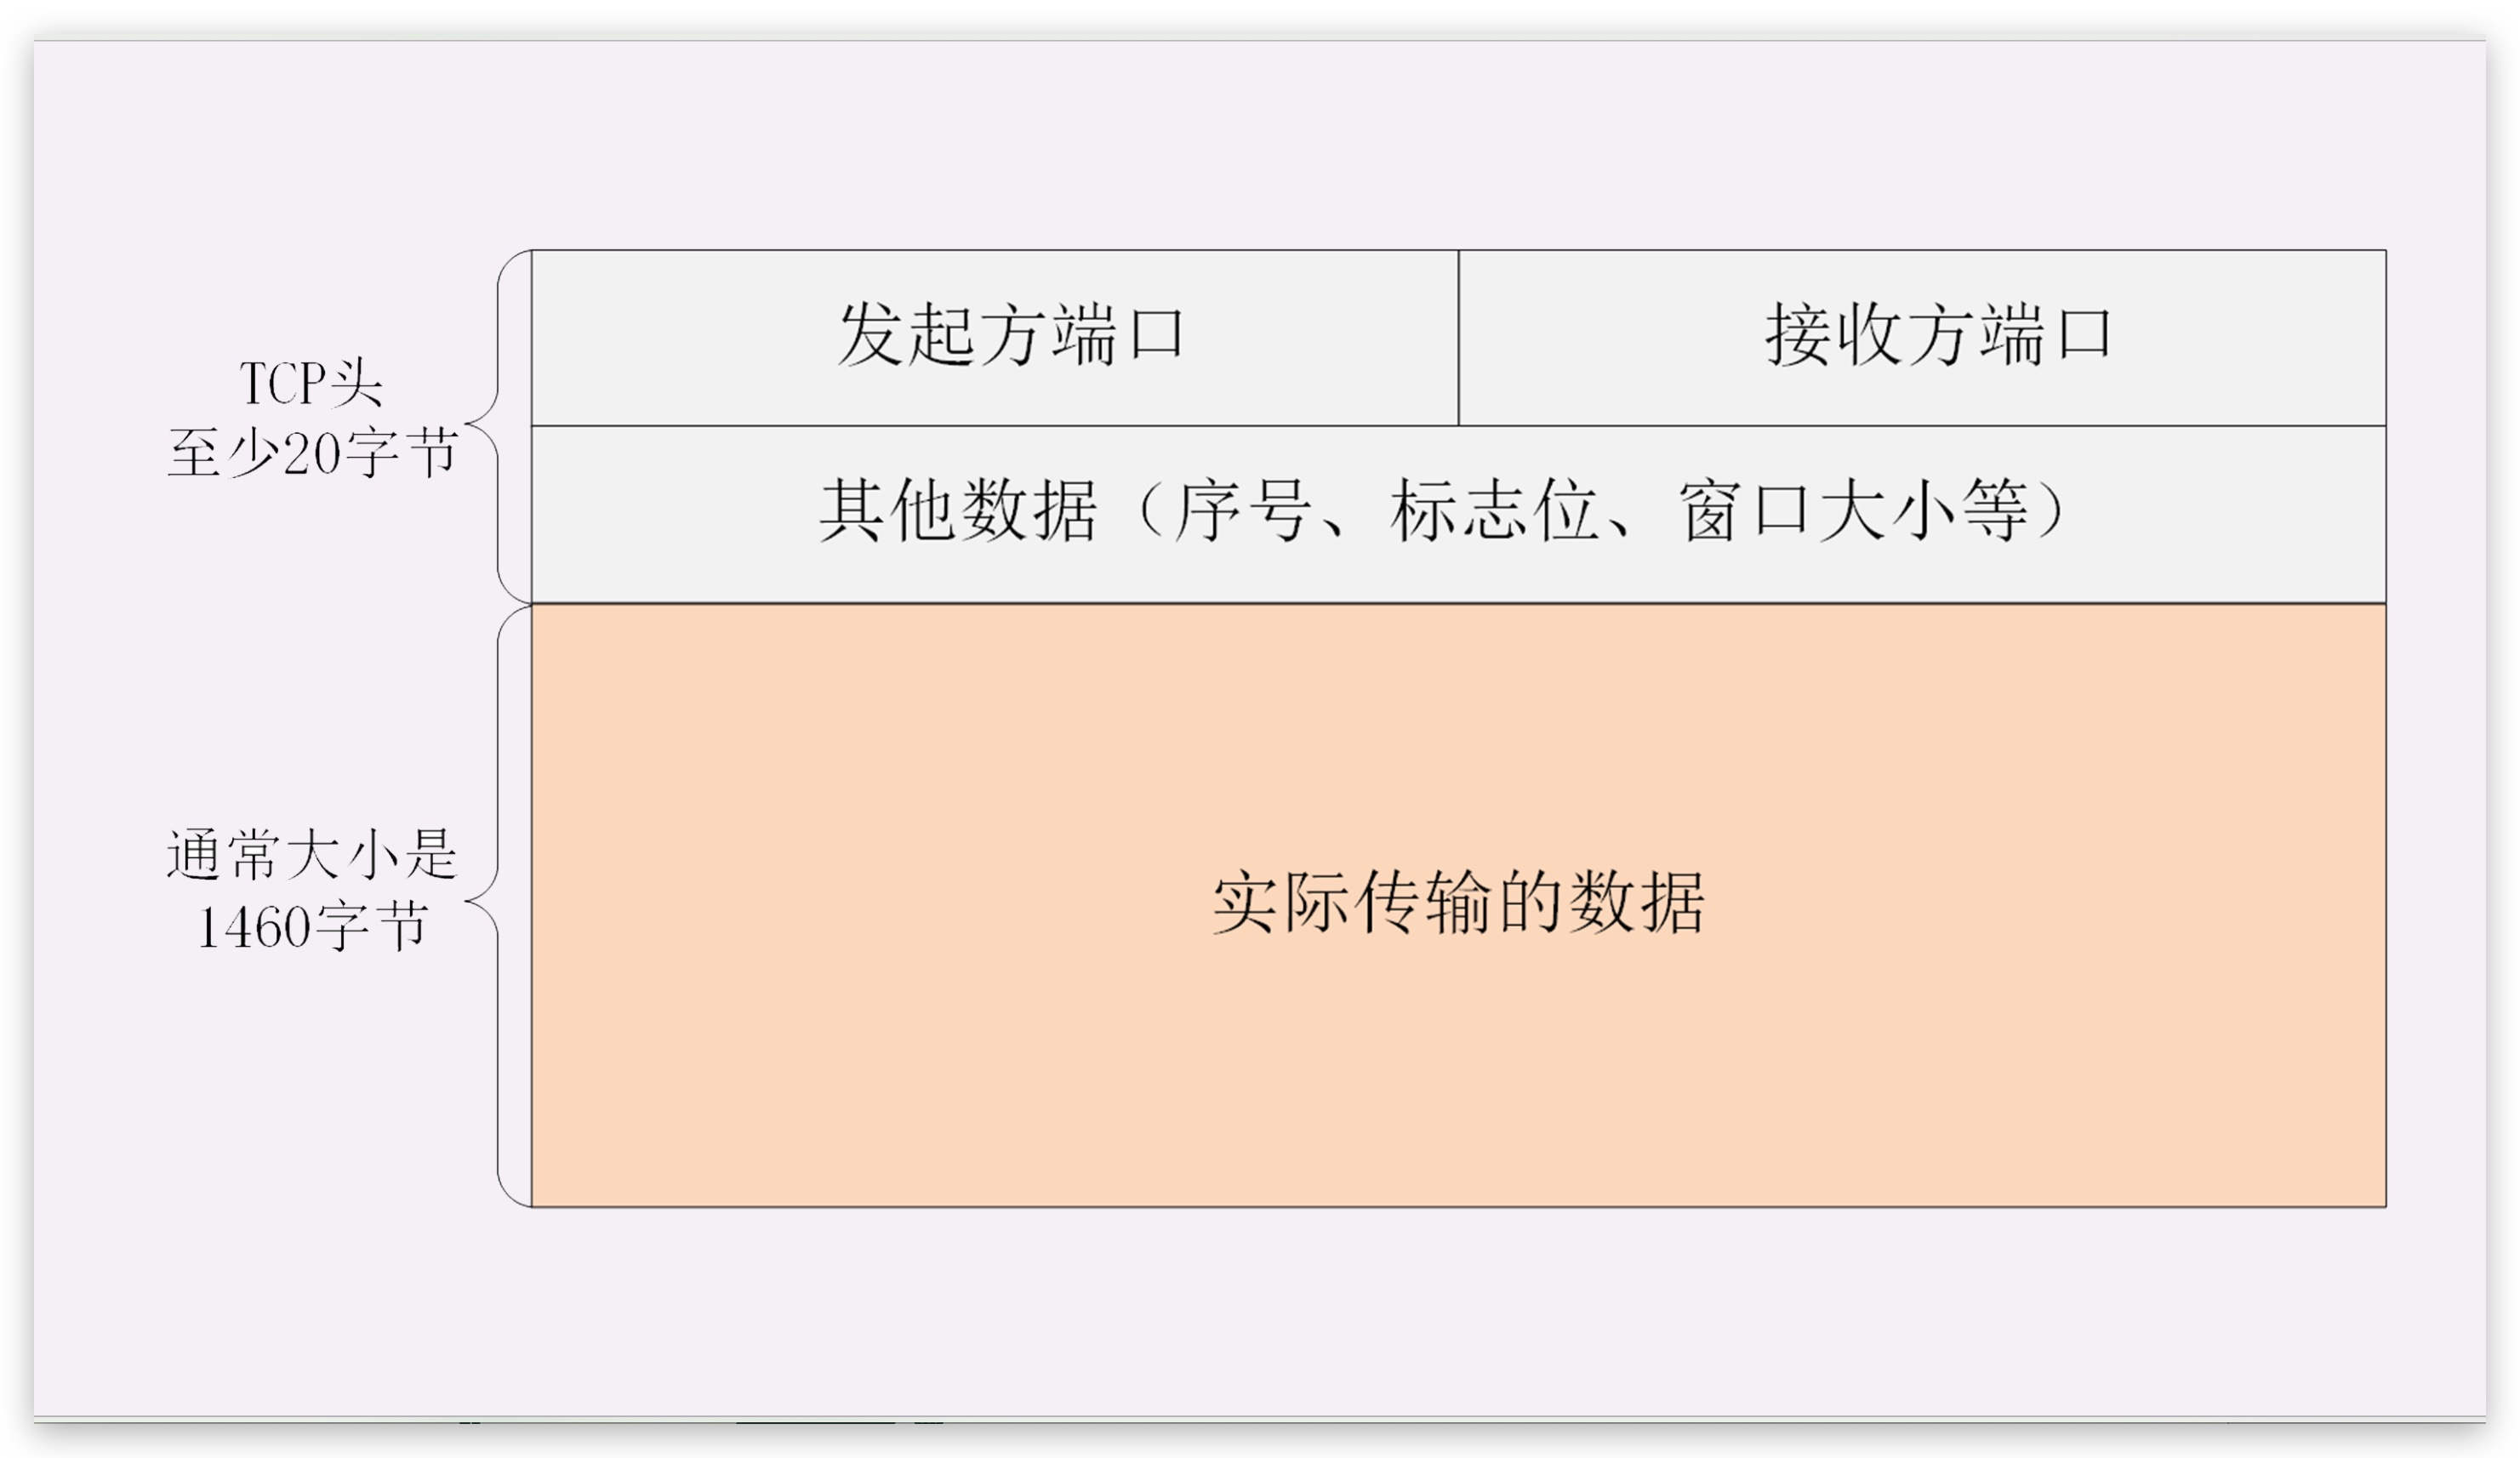 发起方端口
接收方端口
TCP头
至少20字节
其他数据（序号、标志位、窗口大小等）
通常大小是
1460字节
实际传输的数据